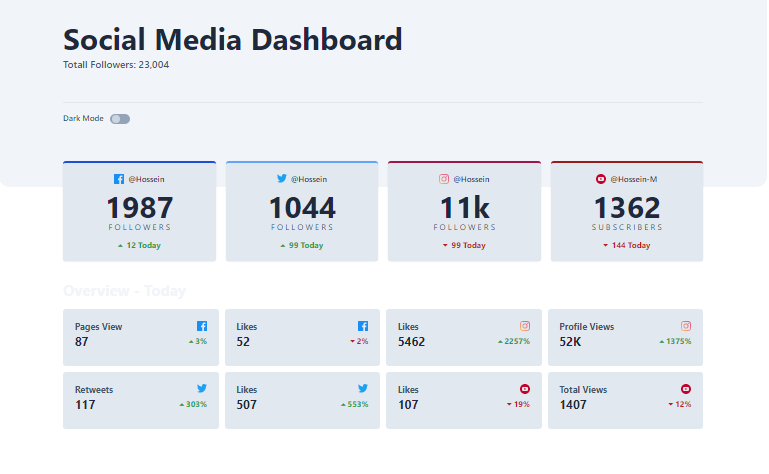 Social Media Dashboard
Totall Followers: 23,004
Dark Mode
@Hossein
1987
FOLLOWERS
12 Today
@Hossein
1044
FOLLOWERS
99 Today
@Hossein
11k
FOLLOWERS
99 Today
@Hossein-M
1362
SUBSCRIBERS
144 Today
Overview - Today
Pages View
87
3%
Likes
52
2%
Likes
5462
2257%
Profile Views
52K
1375%
Retweets
117
303%
Likes
507
553%
Likes
107
19%
Total Views
1407
12%